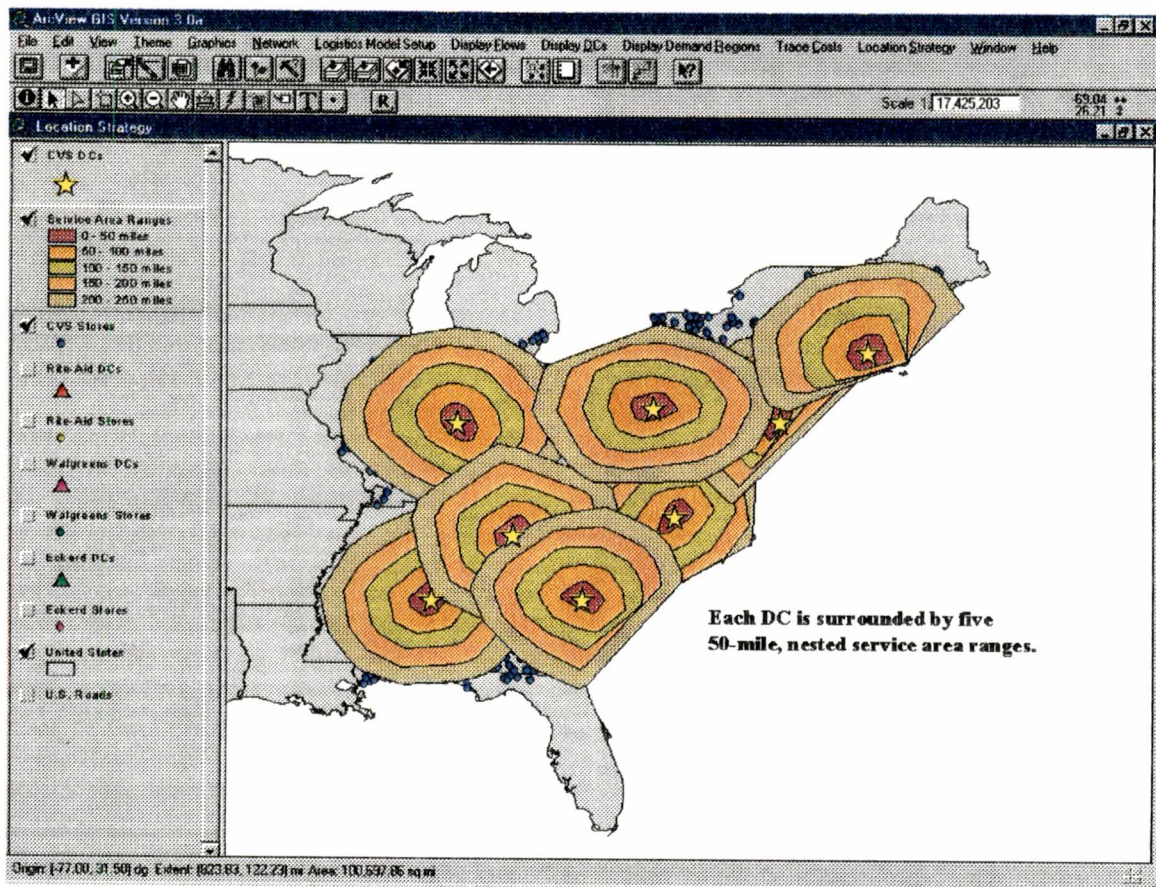 ArcView GIS Version 3.0a
File Edit View Theme Graphics Network Logistics Model Setup Display Flows Display DCs Display Demand Regions Trace Costs Location Strategy Window Help
Scale 1: 17,425,203
69.04
26.21
Location Strategy
CVS DCs
Service Area Ranges
0 - 50 miles
50 - 100 miles
100 - 150 miles
150 - 200 miles
200 - 250 miles
CVS Stores
Rite-Aid DCs
Rite-Aid Stores
Walgreens DCs
Walgreens Stores
Eckerd DCs
Eckerd Stores
United States
U.S. Roads
Each DC is surrounded by five
50-mile, nested service area ranges.
Origin: [-77.00, 31.50] dg Extent: [823.83, 122.23] mi Area: 100,697.86 sq mi